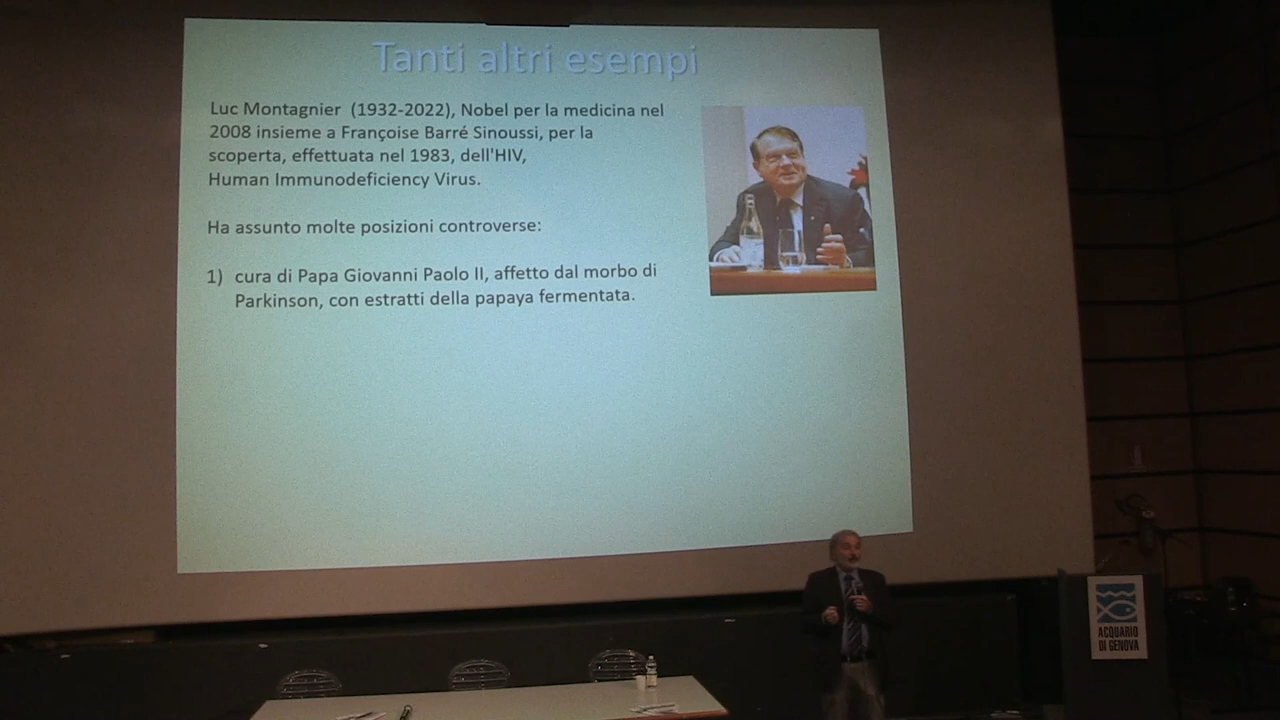 Tanti altri esempi
Luc Montagnier (1932-2022), Nobel per la medicina nel
2008 insieme a Françoise Barré Sinoussi, per la
scoperta, effettuata nel 1983, dell'HIV,
Human Immunodeficiency Virus.
Ha assunto molte posizioni controverse:
1) cura di Papa Giovanni Paolo II, affetto dal morbo di
Parkinson, con estratti della papaya fermentata.
ACQUARIO
DI GENOVA